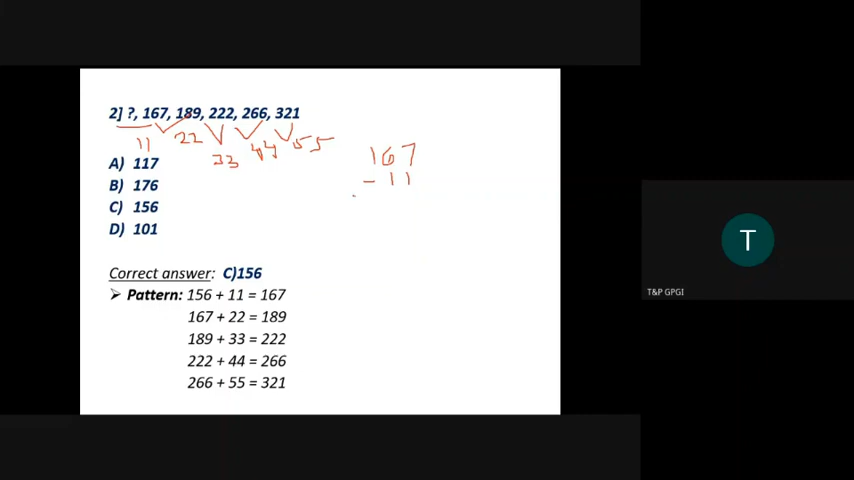 2] ?, 167, 189, 222, 266, 321
11 22 33 44 55
167
- 11
A) 117
B) 176
C) 156
D) 101
Correct answer: C)156
➢ Pattern: 156 + 11 = 167
167 + 22 = 189
189 + 33 = 222
222 + 44 = 266
266 + 55 = 321
T
T&P GPGI